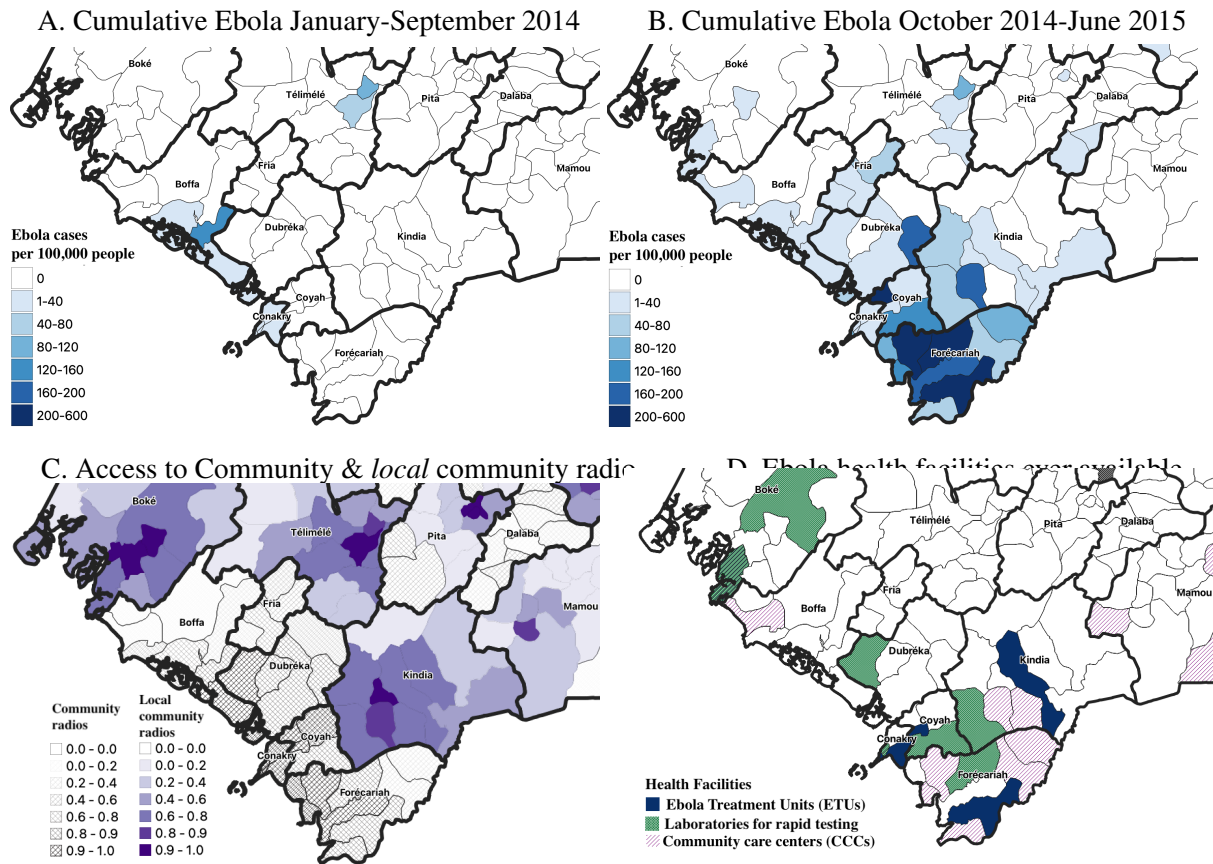 A. Cumulative Ebola January-September 2014
Boké
Télimélé
Pita
Dalaba
Fria
Mamou
Boffa
Dubréka
Kindia
Coyah
Conakry
Forécariah
Ebola cases
per 100,000 people
0
1–40
40–80
80–120
120–160
160–200
200–600
B. Cumulative Ebola October 2014-June 2015
Boké
Télimélé
Pita
Dalaba
Fria
Mamou
Boffa
Dubréka
Kindia
Coyah
Conakry
Forécariah
Ebola cases
per 100,000 people
0
1–40
40–80
80–120
120–160
160–200
200–600
C. Access to Community & local community radio
Boké
Télimélé
Pita
Dalaba
Fria
Mamou
Boffa
Dubréka
Kindia
Coyah
Conakry
Forécariah
Community
radios
0.0 – 0.0
0.0 – 0.2
0.2 – 0.4
0.4 – 0.6
0.6 – 0.8
0.8 – 0.9
0.9 – 1.0
Local
community
radios
0.0 – 0.0
0.0 – 0.2
0.2 – 0.4
0.4 – 0.6
0.6 – 0.8
0.8 – 0.9
0.9 – 1.0
D. Ebola health facilities ever available
Boké
Télimélé
Pita
Dalaba
Fria
Mamou
Boffa
Dubréka
Kindia
Coyah
Conakry
Forécariah
Health Facilities
Ebola Treatment Units (ETUs)
Laboratories for rapid testing
Community care centers (CCCs)